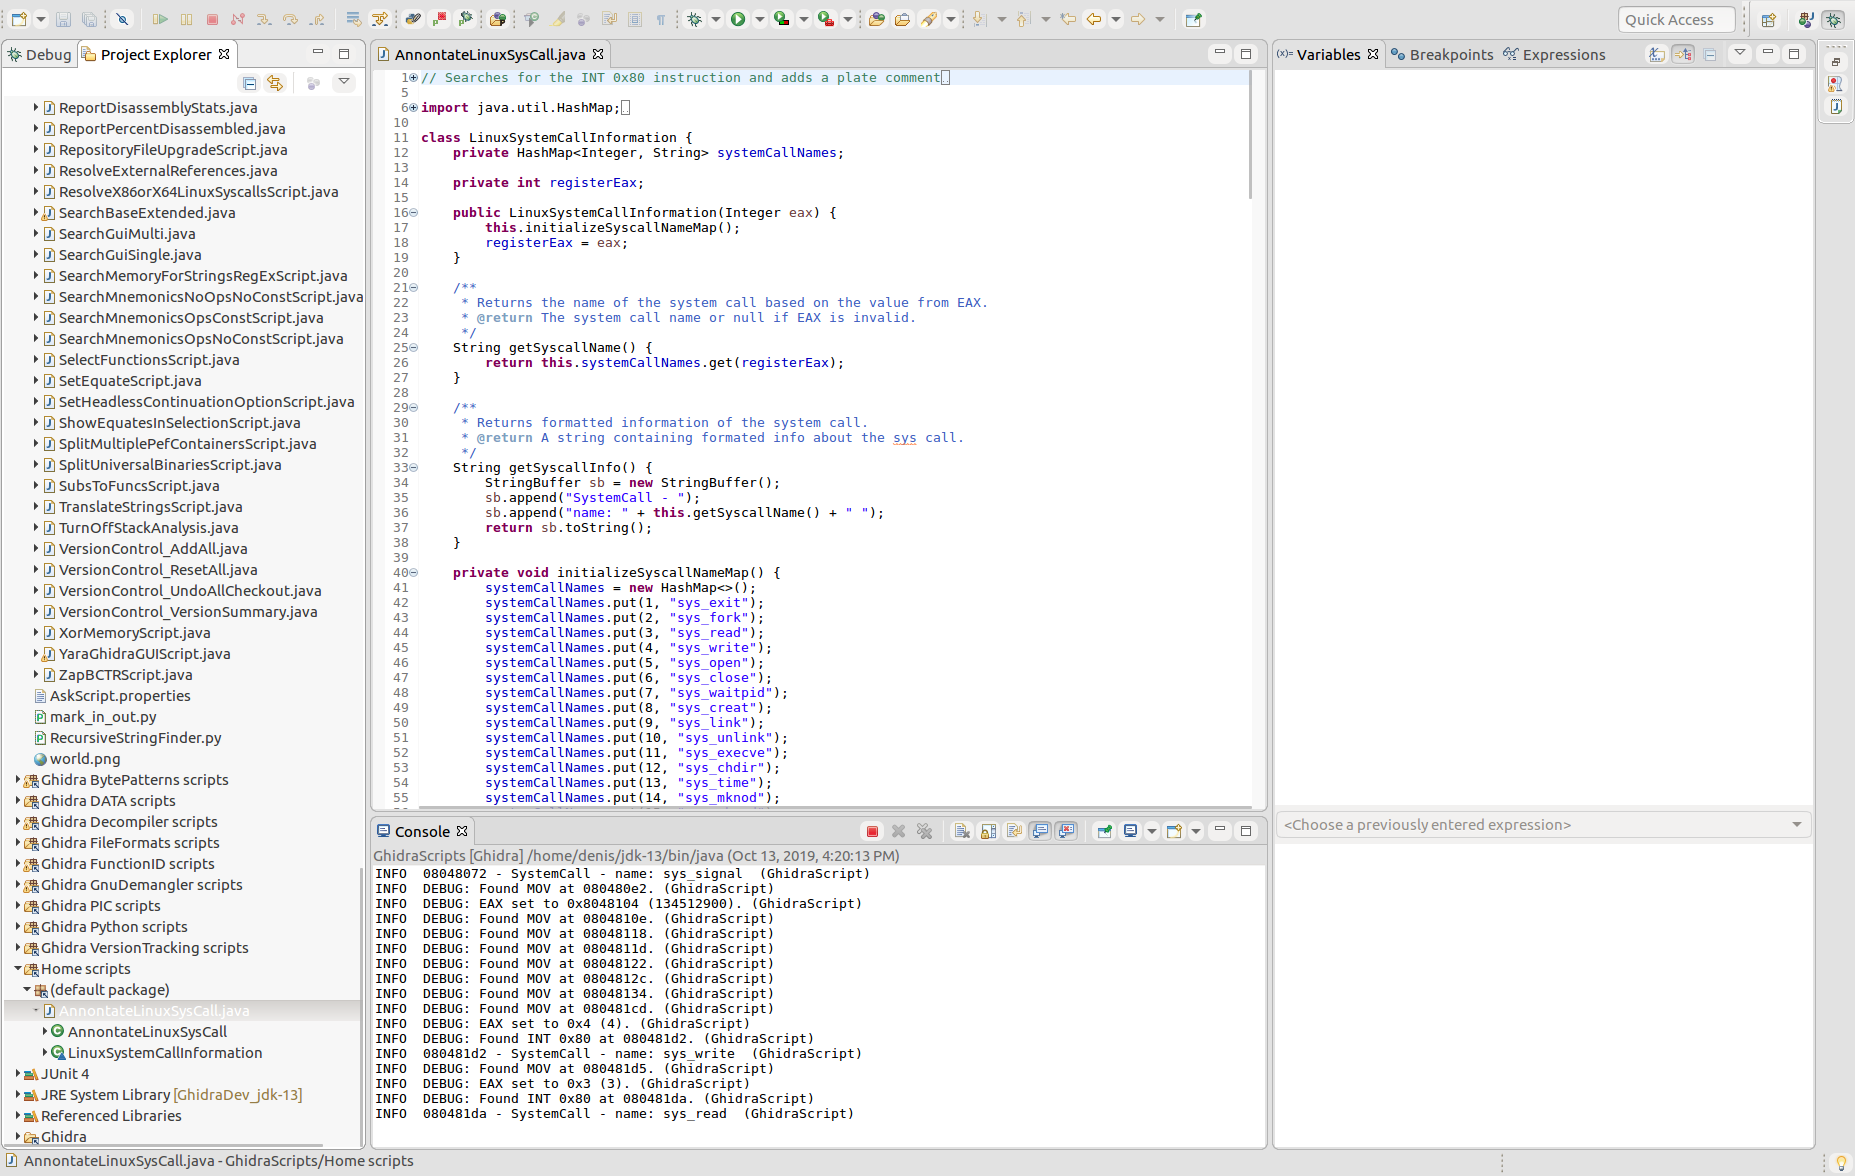 Quick Access
Debug
Project Explorer
ReportDisassemblyStats.java
ReportPercentDisassembled.java
RepositoryFileUpgradeScript.java
ResolveExternalReferences.java
ResolveX86orX64LinuxSyscallsScript.java
SearchBaseExtended.java
SearchGuiMulti.java
SearchGuiSingle.java
SearchMemoryForStringsRegExScript.java
SearchMnemonicsNoOpsNoConstScript.java
SearchMnemonicsOpsConstScript.java
SearchMnemonicsOpsNoConstScript.java
SelectFunctionsScript.java
SetEquateScript.java
SetHeadlessContinuationOptionScript.java
ShowEquatesInSelectionScript.java
SplitMultiplePefContainersScript.java
SplitUniversalBinariesScript.java
SubsToFuncsScript.java
TranslateStringsScript.java
TurnOffStackAnalysis.java
VersionControl_AddAll.java
VersionControl_ResetAll.java
VersionControl_UndoAllCheckout.java
VersionControl_VersionSummary.java
XorMemoryScript.java
YaraGhidraGUIScript.java
ZapBCTRScript.java
AskScript.properties
mark_in_out.py
RecursiveStringFinder.py
world.png
Ghidra BytePatterns scripts
Ghidra DATA scripts
Ghidra Decompiler scripts
Ghidra FileFormats scripts
Ghidra FunctionID scripts
Ghidra GnuDemangler scripts
Ghidra PIC scripts
Ghidra Python scripts
Ghidra VersionTracking scripts
Home scripts
(default package)
AnnontateLinuxSysCall.java
AnnontateLinuxSysCall
LinuxSystemCallInformation
JUnit 4
JRE System Library [GhidraDev_jdk-13]
Referenced Libraries
Ghidra
AnnontateLinuxSysCall.java
1 // Searches for the INT 0x80 instruction and adds a plate comment
5
6 import java.util.HashMap;
10
11 class LinuxSystemCallInformation {
12 private HashMap<Integer, String> systemCallNames;
13
14 private int registerEax;
15
16 public LinuxSystemCallInformation(Integer eax) {
17 this.initializeSyscallNameMap();
18 registerEax = eax;
19 }
20
21 /**
22 * Returns the name of the system call based on the value from EAX.
23 * @return The system call name or null if EAX is invalid.
24 */
25 String getSyscallName() {
26 return this.systemCallNames.get(registerEax);
27 }
28
29 /**
30 * Returns formatted information of the system call.
31 * @return A string containing formated info about the sys call.
32 */
33 String getSyscallInfo() {
34 StringBuffer sb = new StringBuffer();
35 sb.append("SystemCall - ");
36 sb.append("name: " + this.getSyscallName() + " ");
37 return sb.toString();
38 }
39
40 private void initializeSyscallNameMap() {
41 systemCallNames = new HashMap<>();
42 systemCallNames.put(1, "sys_exit");
43 systemCallNames.put(2, "sys_fork");
44 systemCallNames.put(3, "sys_read");
45 systemCallNames.put(4, "sys_write");
46 systemCallNames.put(5, "sys_open");
47 systemCallNames.put(6, "sys_close");
48 systemCallNames.put(7, "sys_waitpid");
49 systemCallNames.put(8, "sys_creat");
50 systemCallNames.put(9, "sys_link");
51 systemCallNames.put(10, "sys_unlink");
52 systemCallNames.put(11, "sys_execve");
53 systemCallNames.put(12, "sys_chdir");
54 systemCallNames.put(13, "sys_time");
55 systemCallNames.put(14, "sys_mknod");
Console
GhidraScripts [Ghidra] /home/denis/jdk-13/bin/java (Oct 13, 2019, 4:20:13 PM)
INFO 08048072 - SystemCall - name: sys_signal (GhidraScript)
INFO DEBUG: Found MOV at 080480e2. (GhidraScript)
INFO DEBUG: EAX set to 0x8048104 (134512900). (GhidraScript)
INFO DEBUG: Found MOV at 0804810e. (GhidraScript)
INFO DEBUG: Found MOV at 08048118. (GhidraScript)
INFO DEBUG: Found MOV at 0804811d. (GhidraScript)
INFO DEBUG: Found MOV at 08048122. (GhidraScript)
INFO DEBUG: Found MOV at 0804812c. (GhidraScript)
INFO DEBUG: Found MOV at 08048134. (GhidraScript)
INFO DEBUG: Found MOV at 080481cd. (GhidraScript)
INFO DEBUG: EAX set to 0x4 (4). (GhidraScript)
INFO DEBUG: Found INT 0x80 at 080481d2. (GhidraScript)
INFO 080481d2 - SystemCall - name: sys_write (GhidraScript)
INFO DEBUG: Found MOV at 080481d5. (GhidraScript)
INFO DEBUG: EAX set to 0x3 (3). (GhidraScript)
INFO DEBUG: Found INT 0x80 at 080481da. (GhidraScript)
INFO 080481da - SystemCall - name: sys_read (GhidraScript)
(x)= Variables
Breakpoints
Expressions
<Choose a previously entered expression>
AnnontateLinuxSysCall.java - GhidraScripts/Home scripts